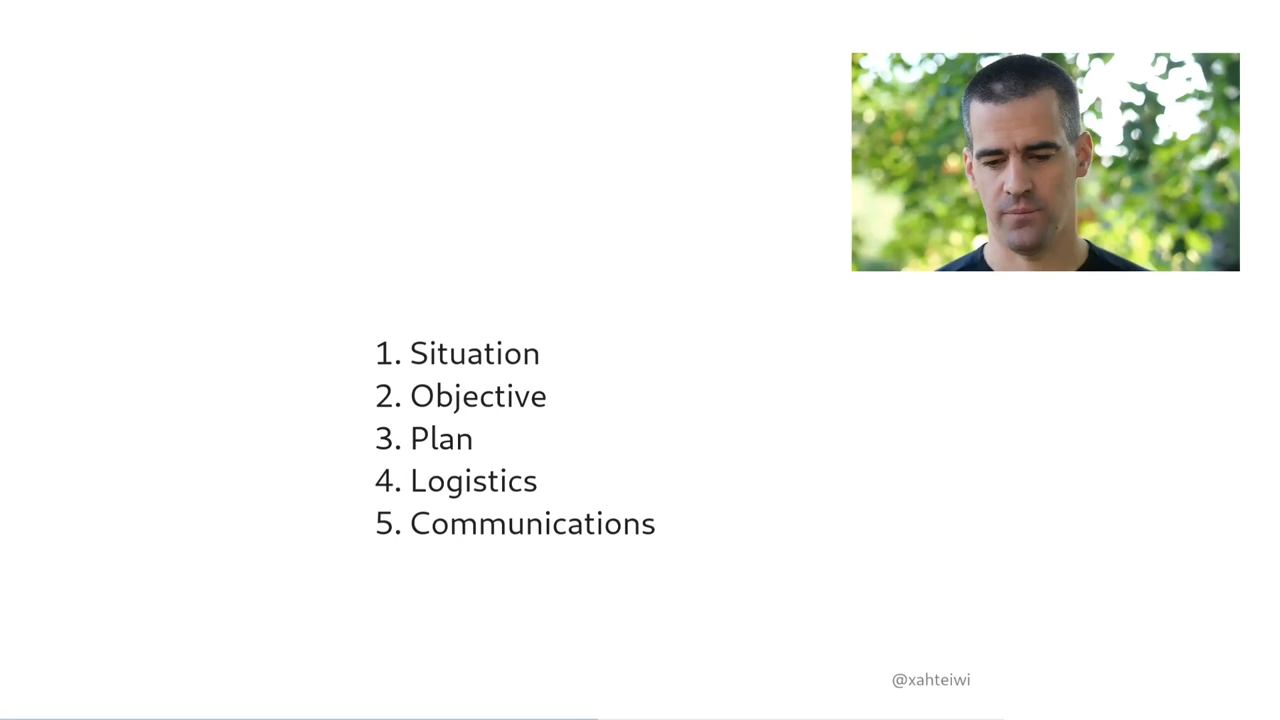 1. Situation
2. Objective
3. Plan
4. Logistics
5. Communications
@xahteiwi